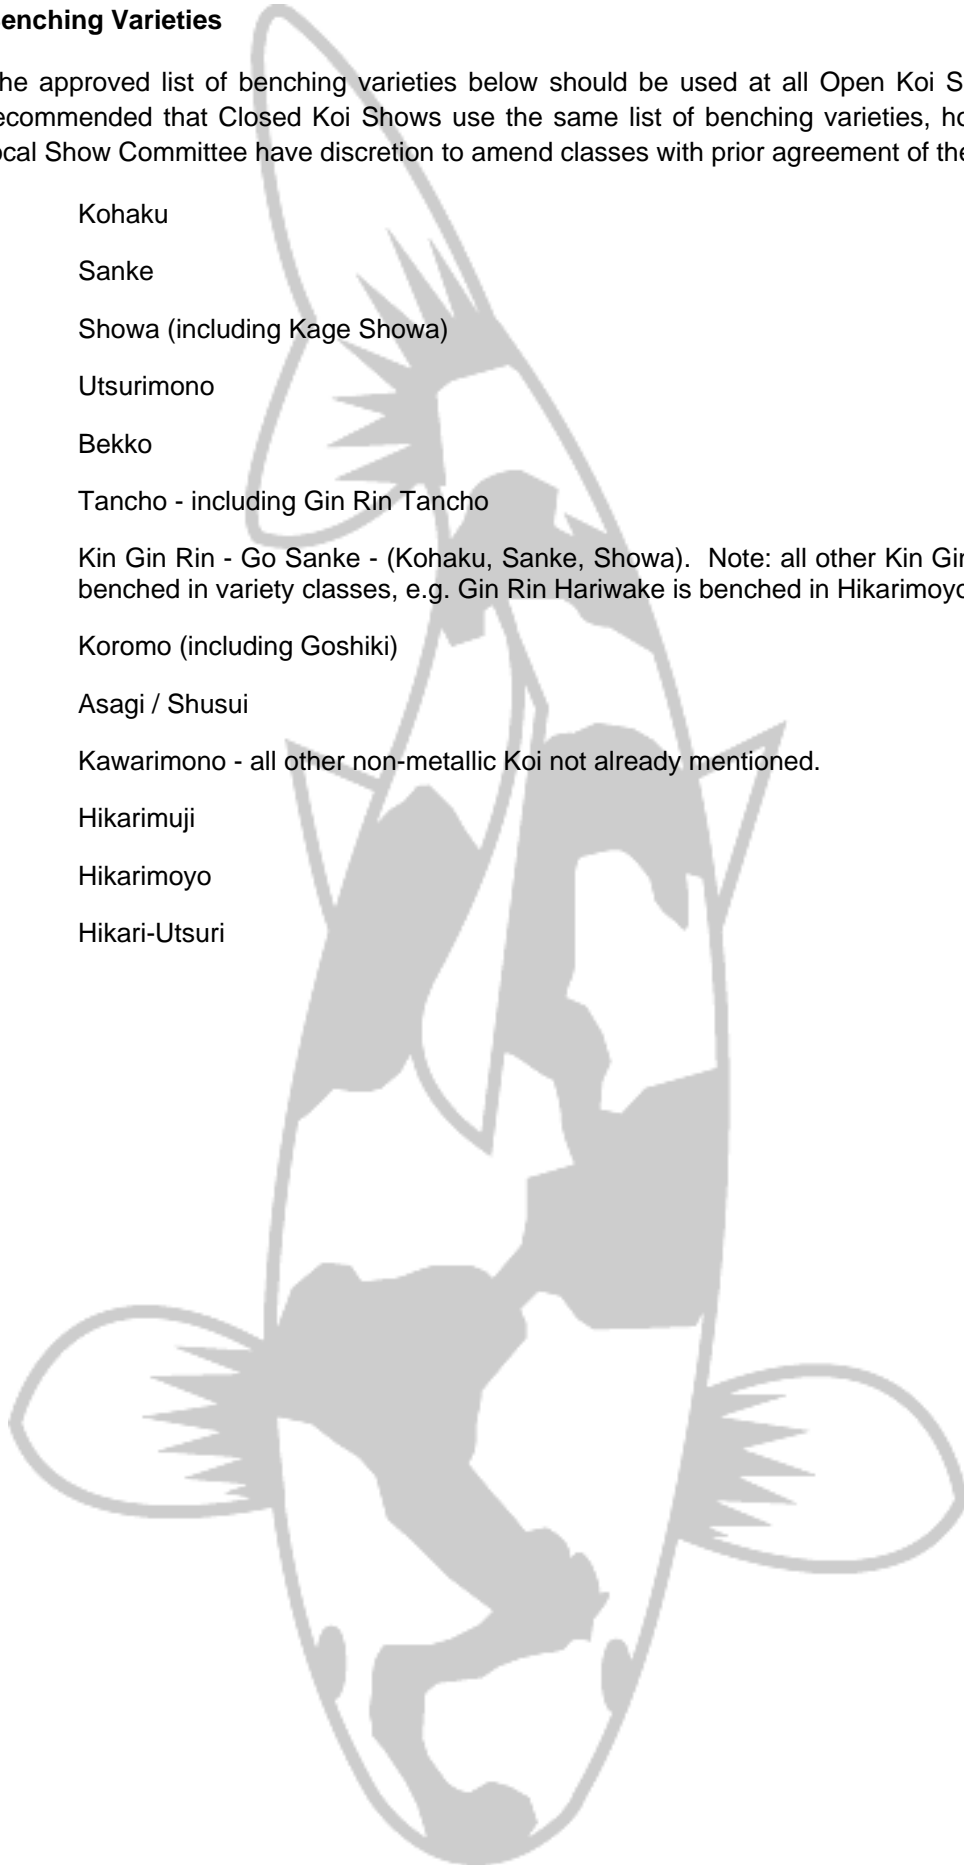 enching Varieties
he approved list of benching varieties below should be used at all Open Koi S
ecommended that Closed Koi Shows use the same list of benching varieties, ho
ocal Show Committee have discretion to amend classes with prior agreement of the
Kohaku
Sanke
Showa (including Kage Showa)
Utsurimono
Bekko
Tancho - including Gin Rin Tancho
Kin Gin Rin - Go Sanke - (Kohaku, Sanke, Showa).  Note: all other Kin Gin
benched in variety classes, e.g. Gin Rin Hariwake is benched in Hikarimoyo
Koromo (including Goshiki)
Asagi / Shusui
Kawarimono - all other non-metallic Koi not already mentioned.
Hikarimuji
Hikarimoyo
Hikari-Utsuri